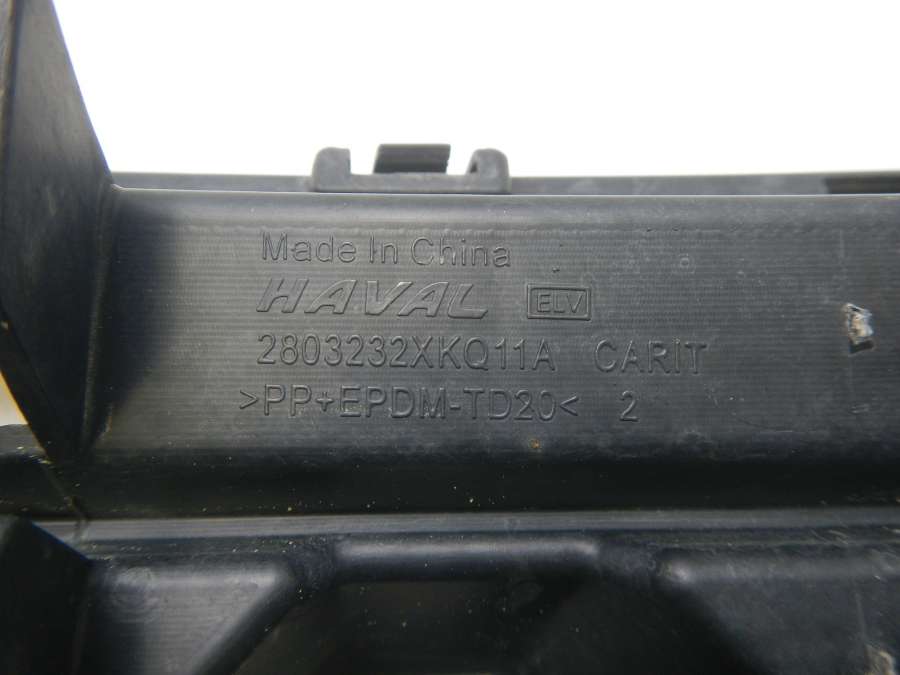 Made In China
HAVAL ELV
2803232XKQ11A CARIT
>PP+EPDM-TD20< 2